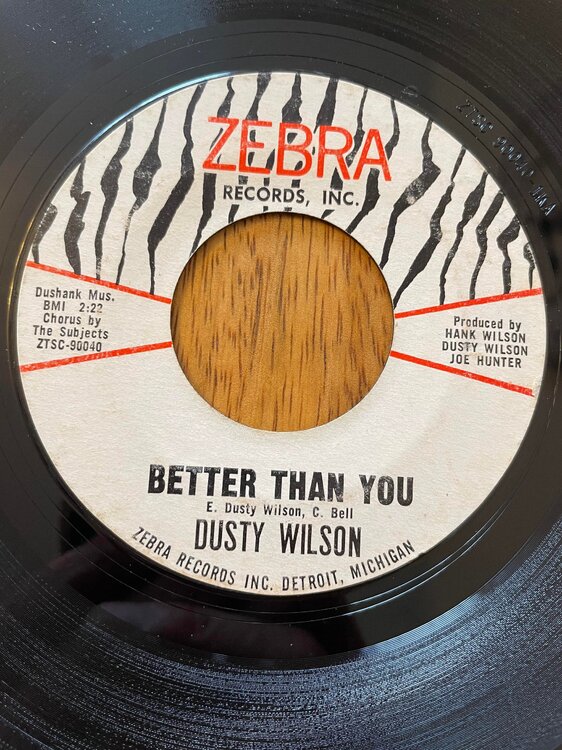 ZEBRA
RECORDS, INC.
Dushank Mus.
BMI 2:22
Chorus by
The Subjects
ZTSC-90040
Produced by
HANK WILSON
DUSTY WILSON
JOE HUNTER
BETTER THAN YOU
E. Dusty Wilson, C. Bell
DUSTY WILSON
ZEBRA RECORDS INC. DETROIT, MICHIGAN